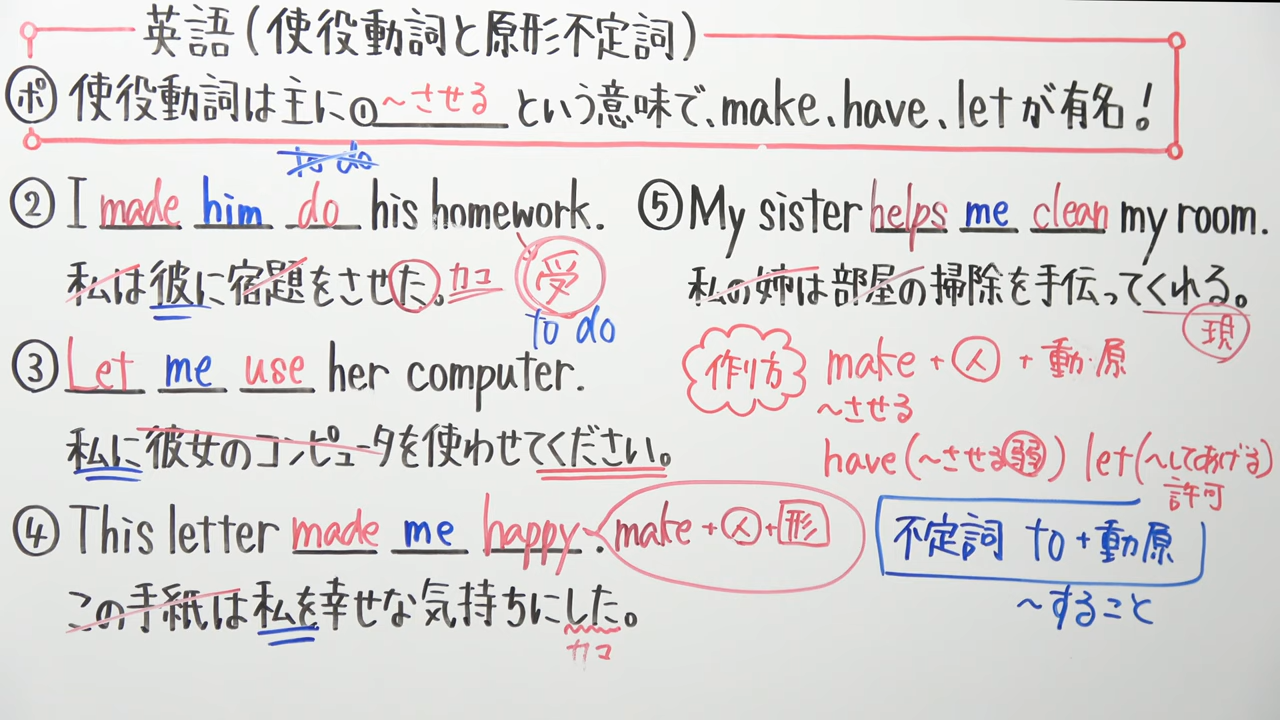 英語(使役動詞と原形不定詞)
ポ 使役動詞は主に①~させるという意味で、make、have、letが有名!
to do
② I made him do his homework.
私は彼に宿題をさせた。カコ
受
to do
③ Let me use her computer.
私に彼女のコンピュータを使わせてください。
④ This letter made me happy.
make + 人 + 形
この手紙は私を幸せな気持ちにした。
カコ
⑤ My sister helps me clean my room.
私の姉は部屋の掃除を手伝ってくれる。
現
作り方 make + 人 + 動・原
~させる
have(~させる弱) let(~してあげる)
許可
不定詞 to + 動原
~すること